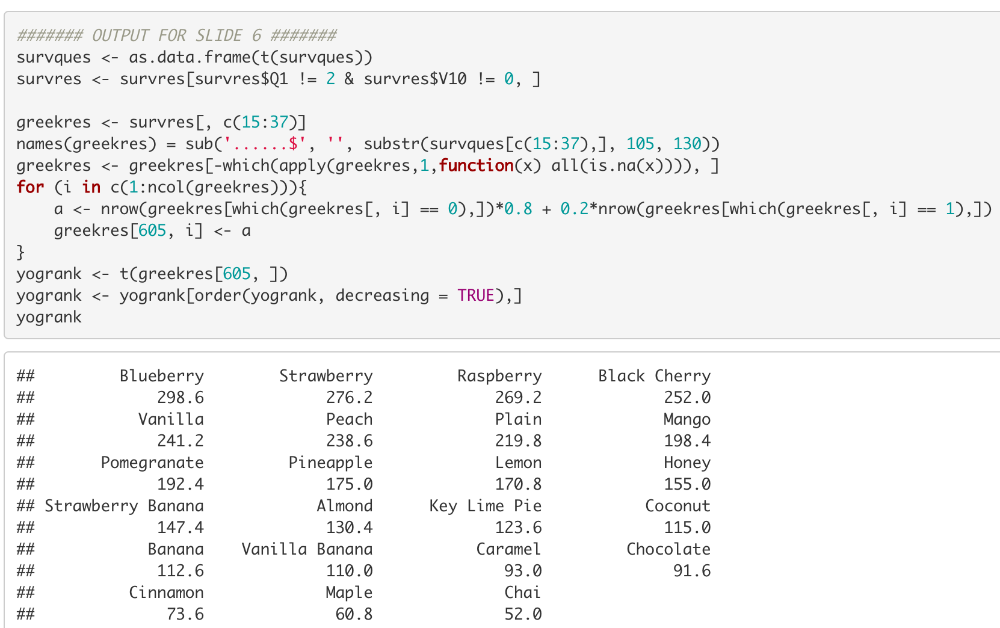 ####### OUTPUT FOR SLIDE 6 #######
survques <- as.data.frame(t(survques))
survres <- survres[survres$Q1 != 2 & survres$V10 != 0, ]

greekres <- survres[, c(15:37)]
names(greekres) = sub('......$', '', substr(survques[c(15:37),], 105, 130))
greekres <- greekres[-which(apply(greekres,1,function(x) all(is.na(x)))), ]
for (i in c(1:ncol(greekres))){
    a <- nrow(greekres[which(greekres[, i] == 0),])*0.8 + 0.2*nrow(greekres[which(greekres[, i] == 1),])
    greekres[605, i] <- a
}
yogrank <- t(greekres[605, ])
yogrank <- yogrank[order(yogrank, decreasing = TRUE),]
yogrank

##         Blueberry        Strawberry         Raspberry      Black Cherry
##             298.6             276.2             269.2             252.0
##           Vanilla             Peach             Plain             Mango
##             241.2             238.6             219.8             198.4
##       Pomegranate         Pineapple             Lemon             Honey
##             192.4             175.0             170.8             155.0
## Strawberry Banana            Almond      Key Lime Pie           Coconut
##             147.4             130.4             123.6             115.0
##            Banana    Vanilla Banana           Caramel         Chocolate
##             112.6             110.0              93.0              91.6
##          Cinnamon             Maple              Chai
##              73.6              60.8              52.0